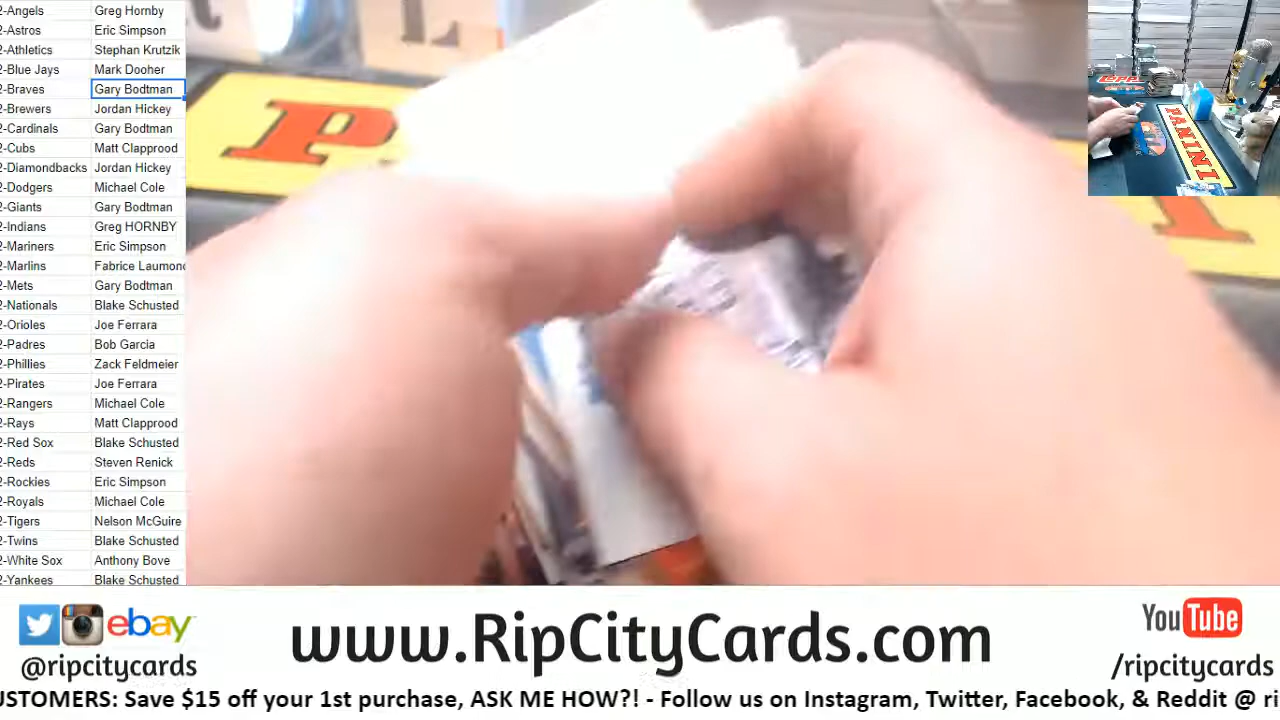 2-Angels Greg Hornby
2-Astros Eric Simpson
2-Athletics Stephan Krutzik
2-Blue Jays Mark Dooher
2-Braves Gary Bodtman
2-Brewers Jordan Hickey
2-Cardinals Gary Bodtman
2-Cubs Matt Clapprood
2-Diamondbacks Jordan Hickey
2-Dodgers Michael Cole
2-Giants Gary Bodtman
2-Indians Greg HORNBY
2-Mariners Eric Simpson
2-Marlins Fabrice Laumond
2-Mets Gary Bodtman
2-Nationals Blake Schusted
2-Orioles Joe Ferrara
2-Padres Bob Garcia
2-Phillies Zack Feldmeier
2-Pirates Joe Ferrara
2-Rangers Michael Cole
2-Rays Matt Clapprood
2-Red Sox Blake Schusted
2-Reds Steven Renick
2-Rockies Eric Simpson
2-Royals Michael Cole
2-Tigers Nelson McGuire
2-Twins Blake Schusted
2-White Sox Anthony Bove
2-Yankees Blake Schusted
PANINI
ebay
@ripcitycards
www.RipCityCards.com
YouTube
/ripcitycards
USTOMERS: Save $15 off your 1st purchase, ASK ME HOW?! - Follow us on Instagram, Twitter, Facebook, & Reddit @ ri